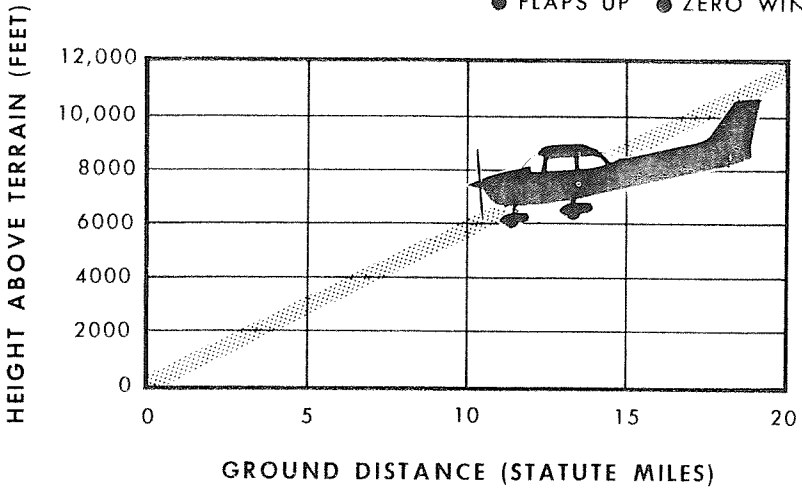 ● FLAPS UP ● ZERO
HEIGHT ABOVE TERRAIN (FEET)
12,000
10,000
8000
6000
4000
2000
0
0 5 10 15 20
GROUND DISTANCE (STATUTE MILES)